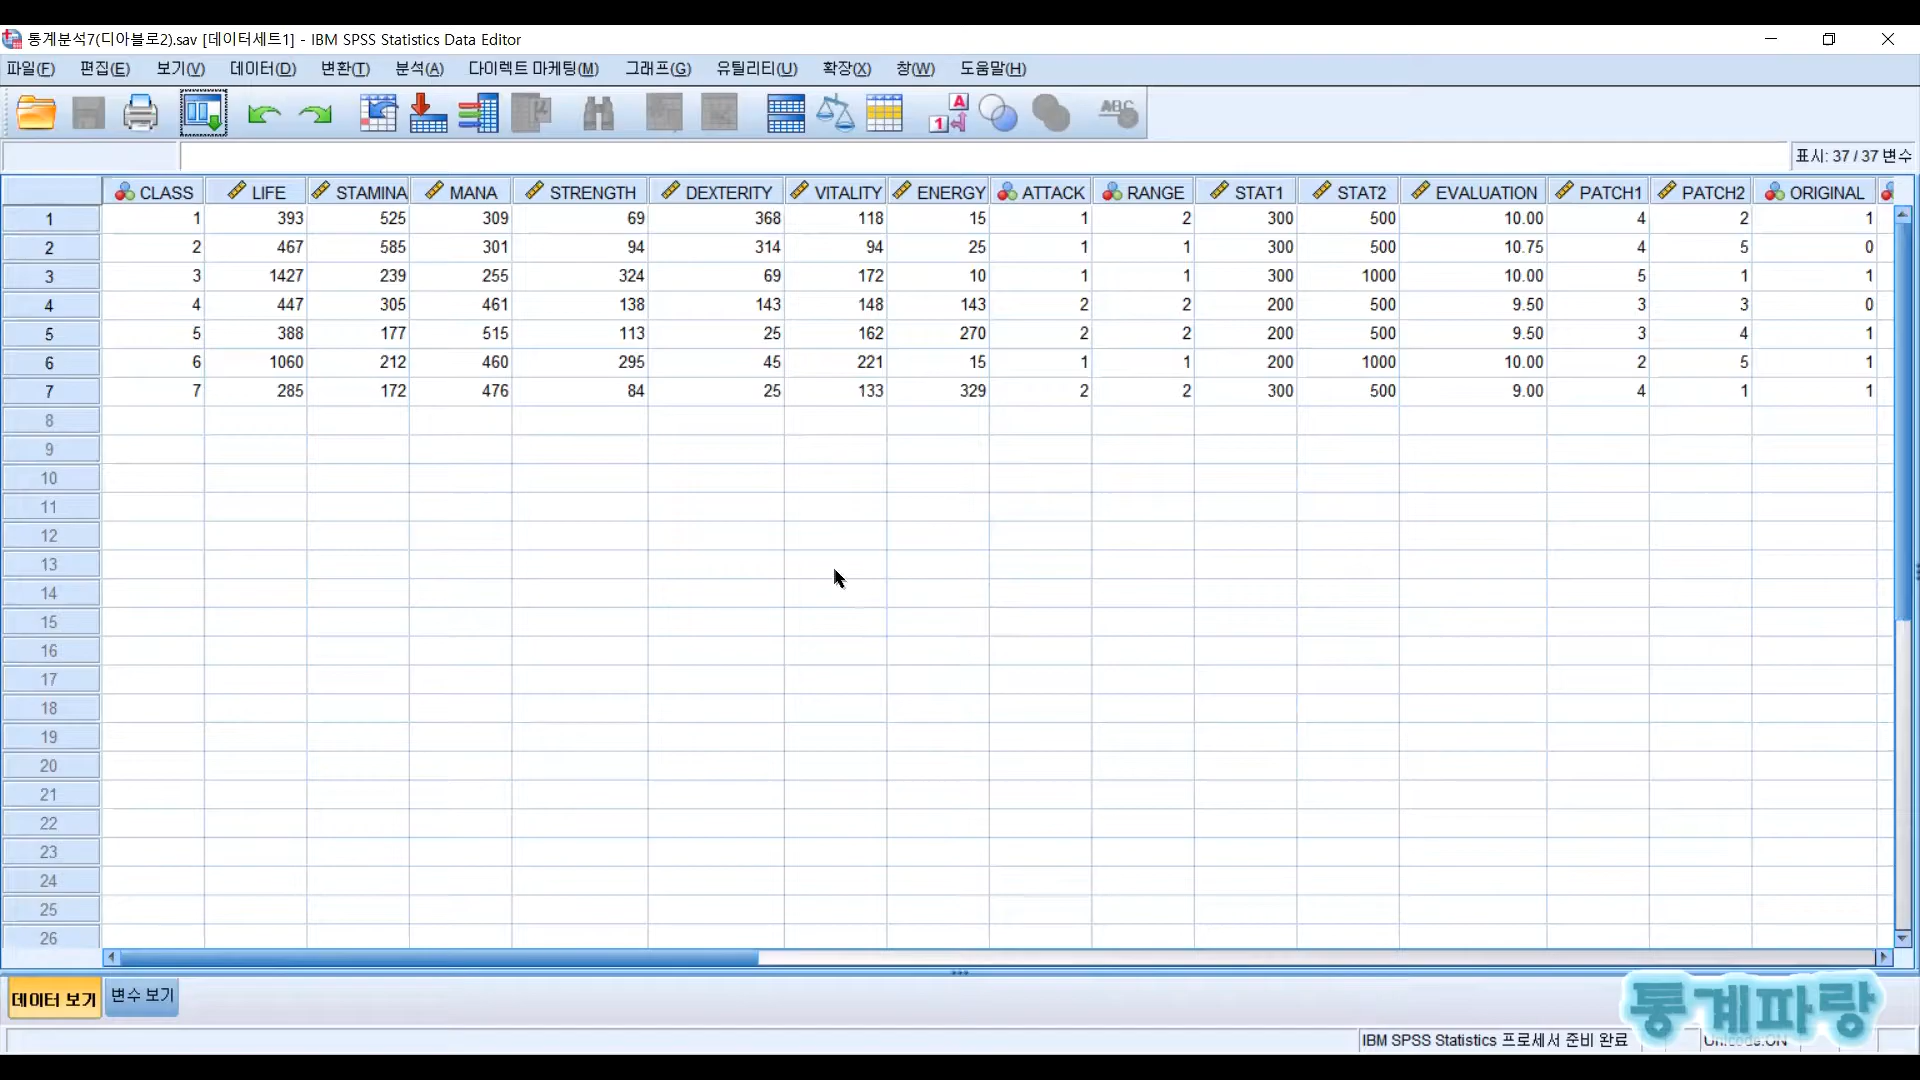 통계분석7(디아블로2).sav [데이터세트1] - IBM SPSS Statistics Data Editor
파일(F) 편집(E) 보기(V) 데이터(D) 변환(T) 분석(A) 다이렉트 마케팅(M) 그래프(G) 유틸리티(U) 확장(X) 창(W) 도움말(H)
A
1
ABC
표시: 37 / 37 변수
CLASS LIFE STAMINA MANA STRENGTH DEXTERITY VITALITY ENERGY ATTACK RANGE STAT1 STAT2 EVALUATION PATCH1 PATCH2 ORIGINAL
1 1 393 525 309 69 368 118 15 1 2 300 500 10.00 4 2 1
2 2 467 585 301 94 314 94 25 1 1 300 500 10.75 4 5 0
3 3 1427 239 255 324 69 172 10 1 1 300 1000 10.00 5 1 1
4 4 447 305 461 138 143 148 143 2 2 200 500 9.50 3 3 0
5 5 388 177 515 113 25 162 270 2 2 200 500 9.50 3 4 1
6 6 1060 212 460 295 45 221 15 1 1 200 1000 10.00 2 5 1
7 7 285 172 476 84 25 133 329 2 2 300 500 9.00 4 1 1
8
9
10
11
12
13
14
15
16
17
18
19
20
21
22
23
24
25
26
데이터 보기 변수 보기
통계파랑
IBM SPSS Statistics 프로세서 준비 완료 Unicode:ON